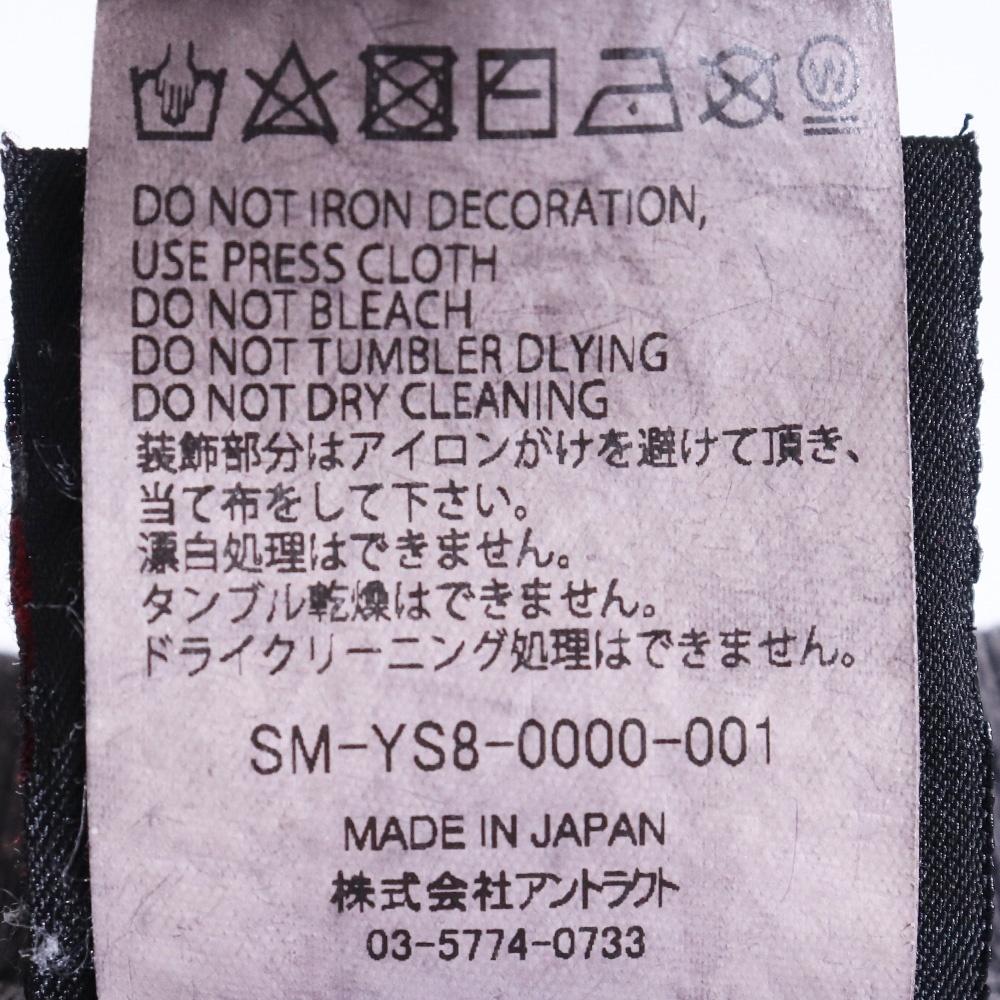 DO NOT IRON DECORATION,
USE PRESS CLOTH
DO NOT BLEACH
DO NOT TUMBLER DLYING
DO NOT DRY CLEANING
装飾部分はアイロンがけを避けて頂き、
当て布をして下さい。
漂白処理はできません。
タンブル乾燥はできません。
ドライクリーニング処理はできません。
SM-YS8-0000-001
MADE IN JAPAN
株式会社アントラクト
03-5774-0733